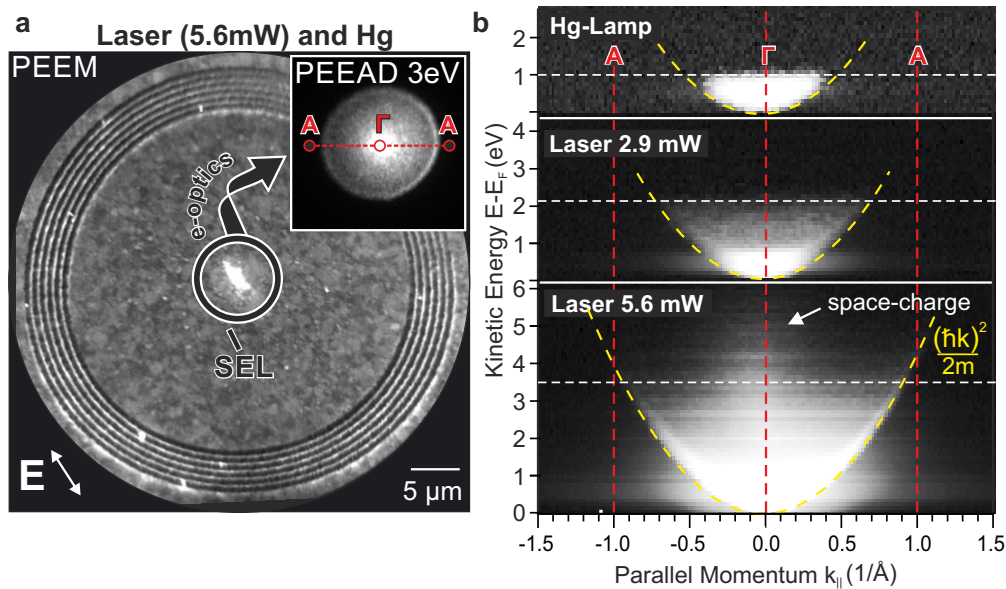 a
Laser (5.6mW) and Hg
PEEM
PEEAD 3eV
A Γ A
e-optics
SEL
E
5 µm
b
Hg-Lamp
A Γ A
2
1
0
Laser 2.9 mW
4
3
2
1
0
Laser 5.6 mW
space-charge
(ħk)²
2m
6
5
4
3
2
1
0
Kinetic Energy E-E_F (eV)
-1.5 -1.0 -0.5 0.0 0.5 1.0 1.5
Parallel Momentum k_|| (1/Å)